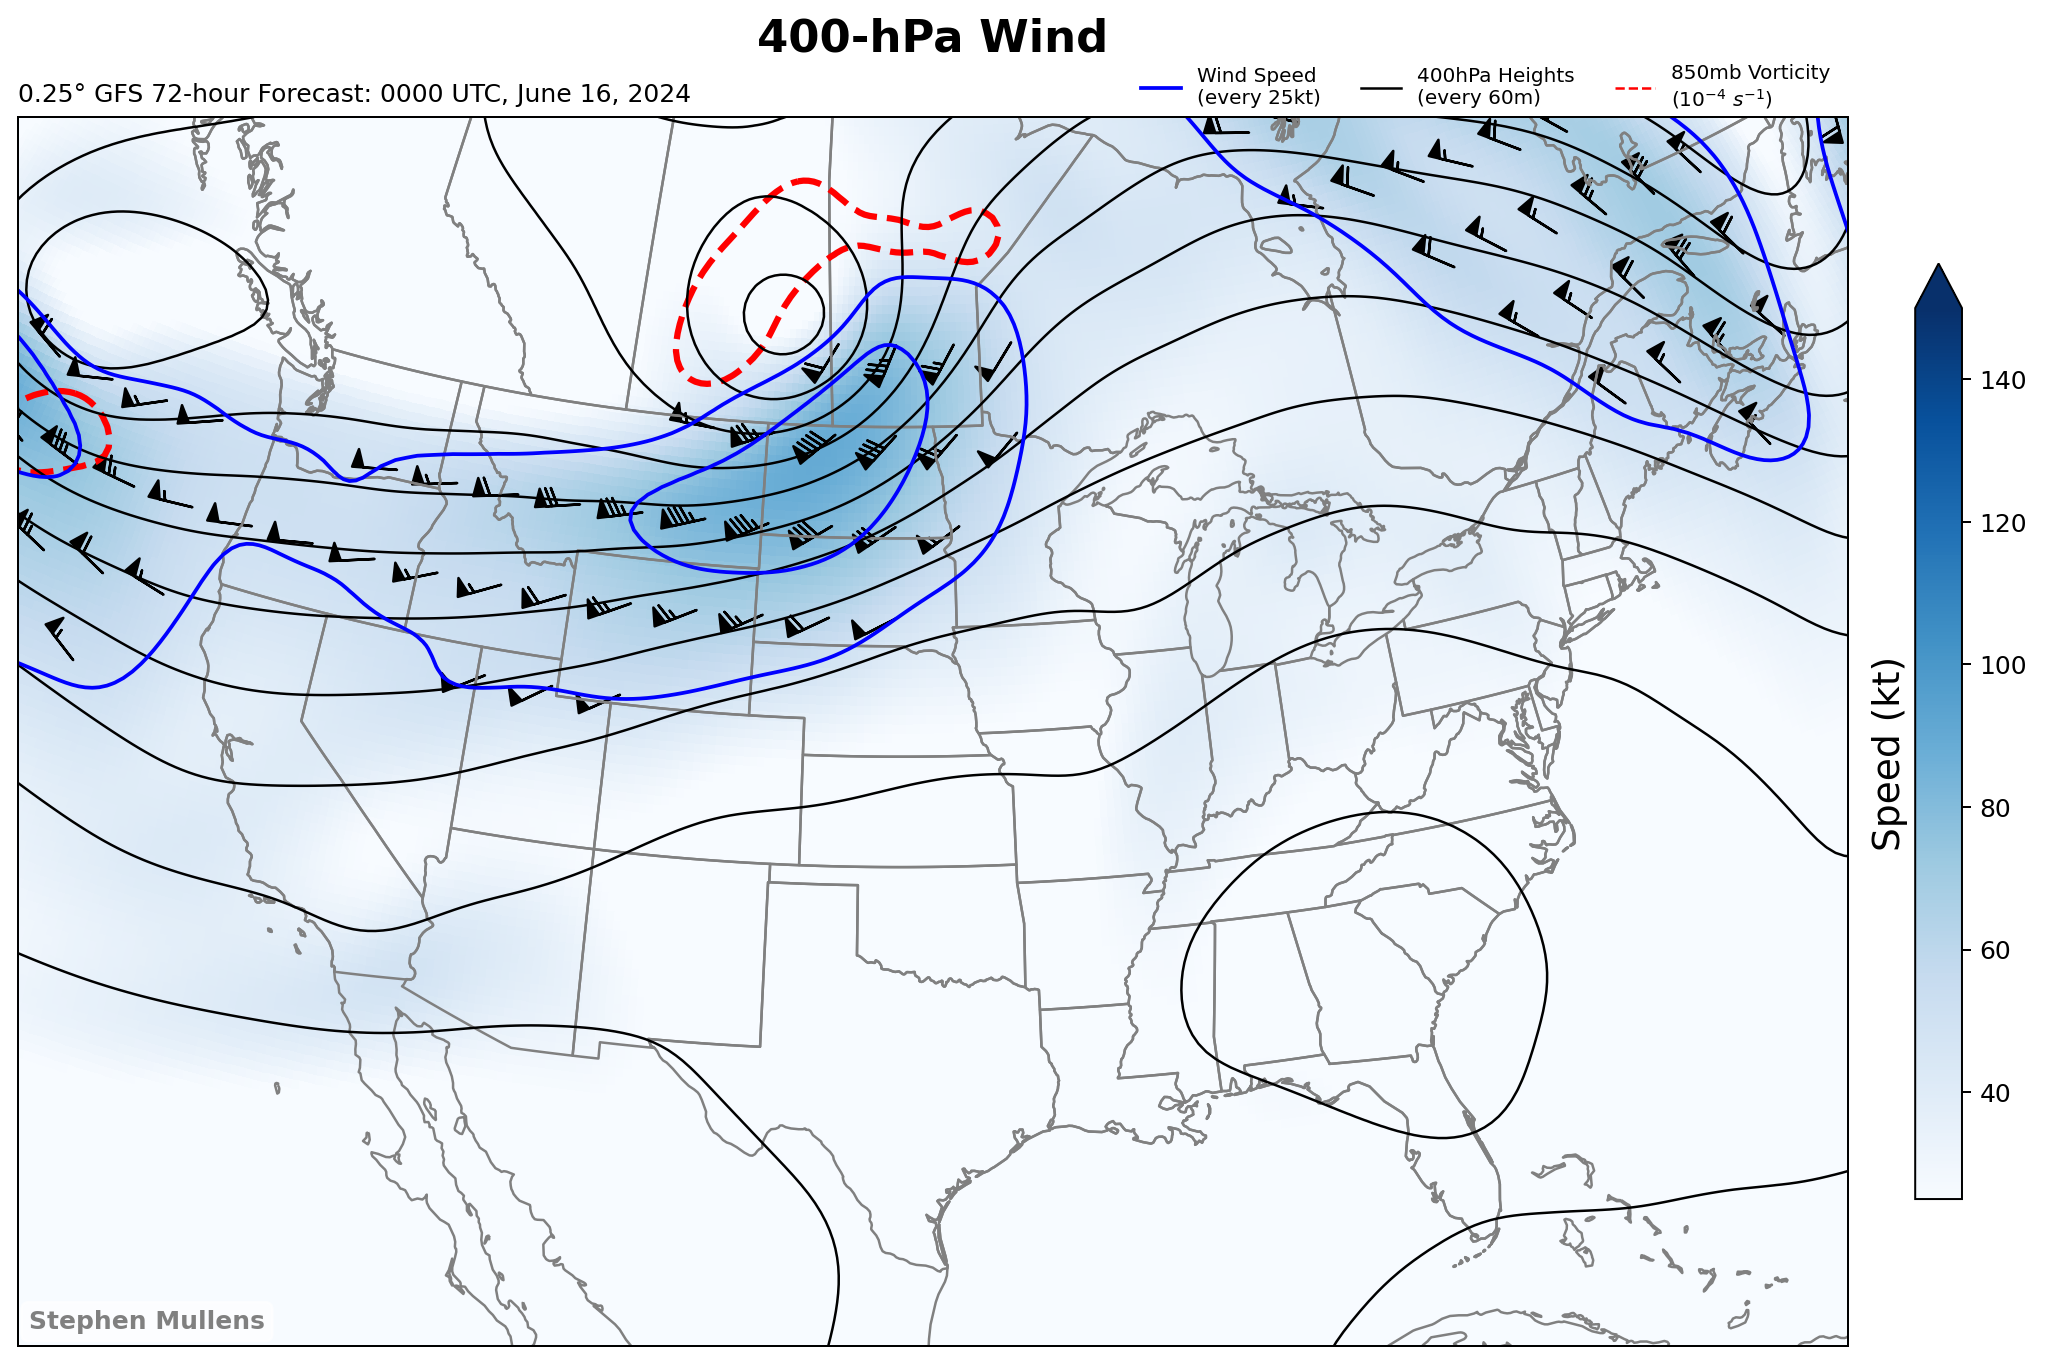 400-hPa Wind
0.25° GFS 72-hour Forecast: 0000 UTC, June 16, 2024
Wind Speed
(every 25kt)
400hPa Heights
(every 60m)
850mb Vorticity
(10⁻⁴ s⁻¹)
140
120
100
80
60
40
Speed (kt)
Stephen Mullens